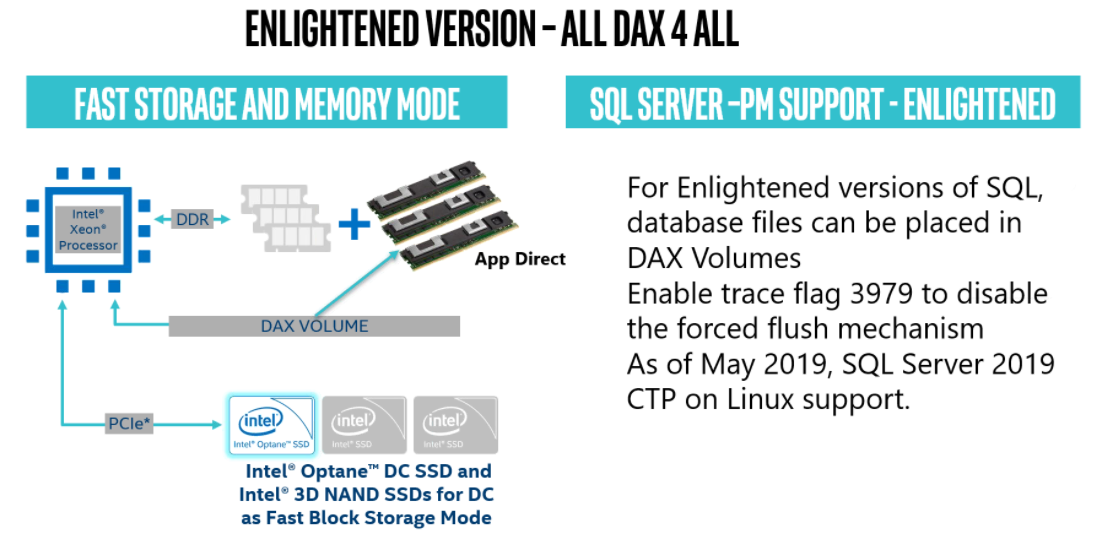 ENLIGHTENED VERSION – ALL DAX 4 ALL
FAST STORAGE AND MEMORY MODE
Intel®
Xeon®
Processor
DDR
App Direct
DAX VOLUME
PCIe*
intel
Intel® Optane™ SSD
intel
Intel® SSD
intel
Intel® SSD
Intel® Optane™ DC SSD and
Intel® 3D NAND SSDs for DC
as Fast Block Storage Mode
SQL SERVER –PM SUPPORT - ENLIGHTENED
For Enlightened versions of SQL,
database files can be placed in
DAX Volumes
Enable trace flag 3979 to disable
the forced flush mechanism
As of May 2019, SQL Server 2019
CTP on Linux support.